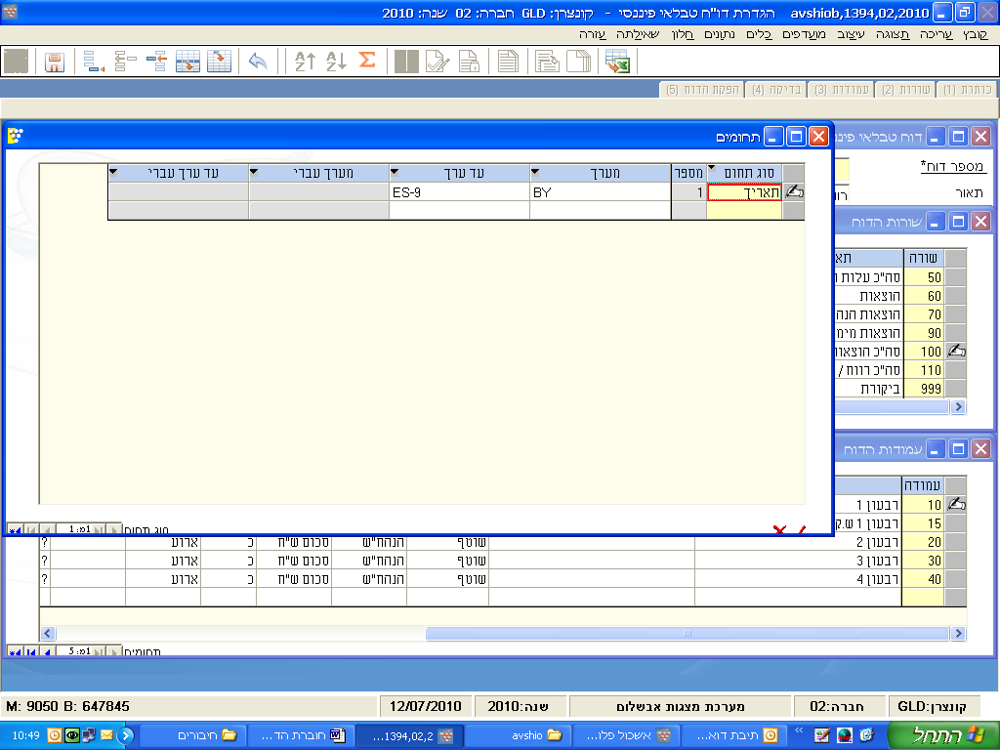 avshiob,1394,02,2010 הגדרת דו"ח טבלאי פיננסי - קונצרן: GLD חברה: 02 שנה: 2010
קובץ עריכה תצוגה עיצוב מועדפים כלים נתונים חלון שאילתה עזרה
כותרת (1) שורות (2) עמודות (3) בדיקה (4) הפקת הדוח (5)
תחומים
סוג תחום מספר מערך עד ערך מערך עברי עד ערך עברי
תאריך 1 BY ES-9
1מ: 1 סוג תחום
דוח טבלאי פיננ
מספר דוח*
תאור
שורות הדוח
שורה תא
50 סה"כ עלות ו
60 הוצאות
70 הוצאות הנה
90 הוצאות מימ
100 סה"כ הוצאות
110 סה"כ רווח /
999 ביקורת
עמודות הדוח
עמודה
10 רבעון 1
15 רבעון 1 ש.ק
20 רבעון 2 שוטף הנהח"ש סכום ש"ח כ ארוע ?
30 רבעון 3 שוטף הנהח"ש סכום ש"ח כ ארוע ?
40 רבעון 4 שוטף הנהח"ש סכום ש"ח כ ארוע ?
1מ: 5 תחומים
קונצרן: GLD חברה: 02 מערכת מצגות אבשלום שנה: 2010 12/07/2010 M: 9050 B: 647845
התחל תיבת דוא... אשכול פלו... avshio 1394,02,2... חוברת הד... חיבורים 10:49